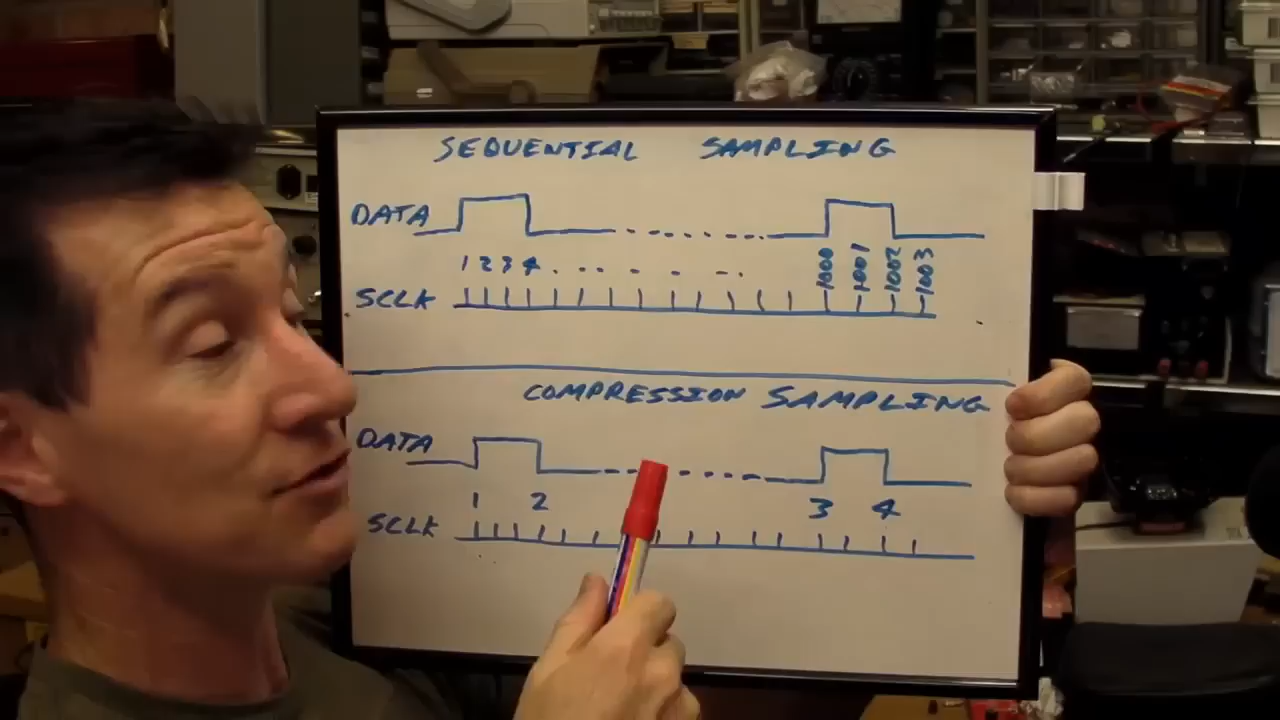 SEQUENTIAL SAMPLING
DATA
1 2 3 4 1000 1001 1002 1003
SCLK
COMPRESSION SAMPLING
DATA
1 2 3 4
SCLK